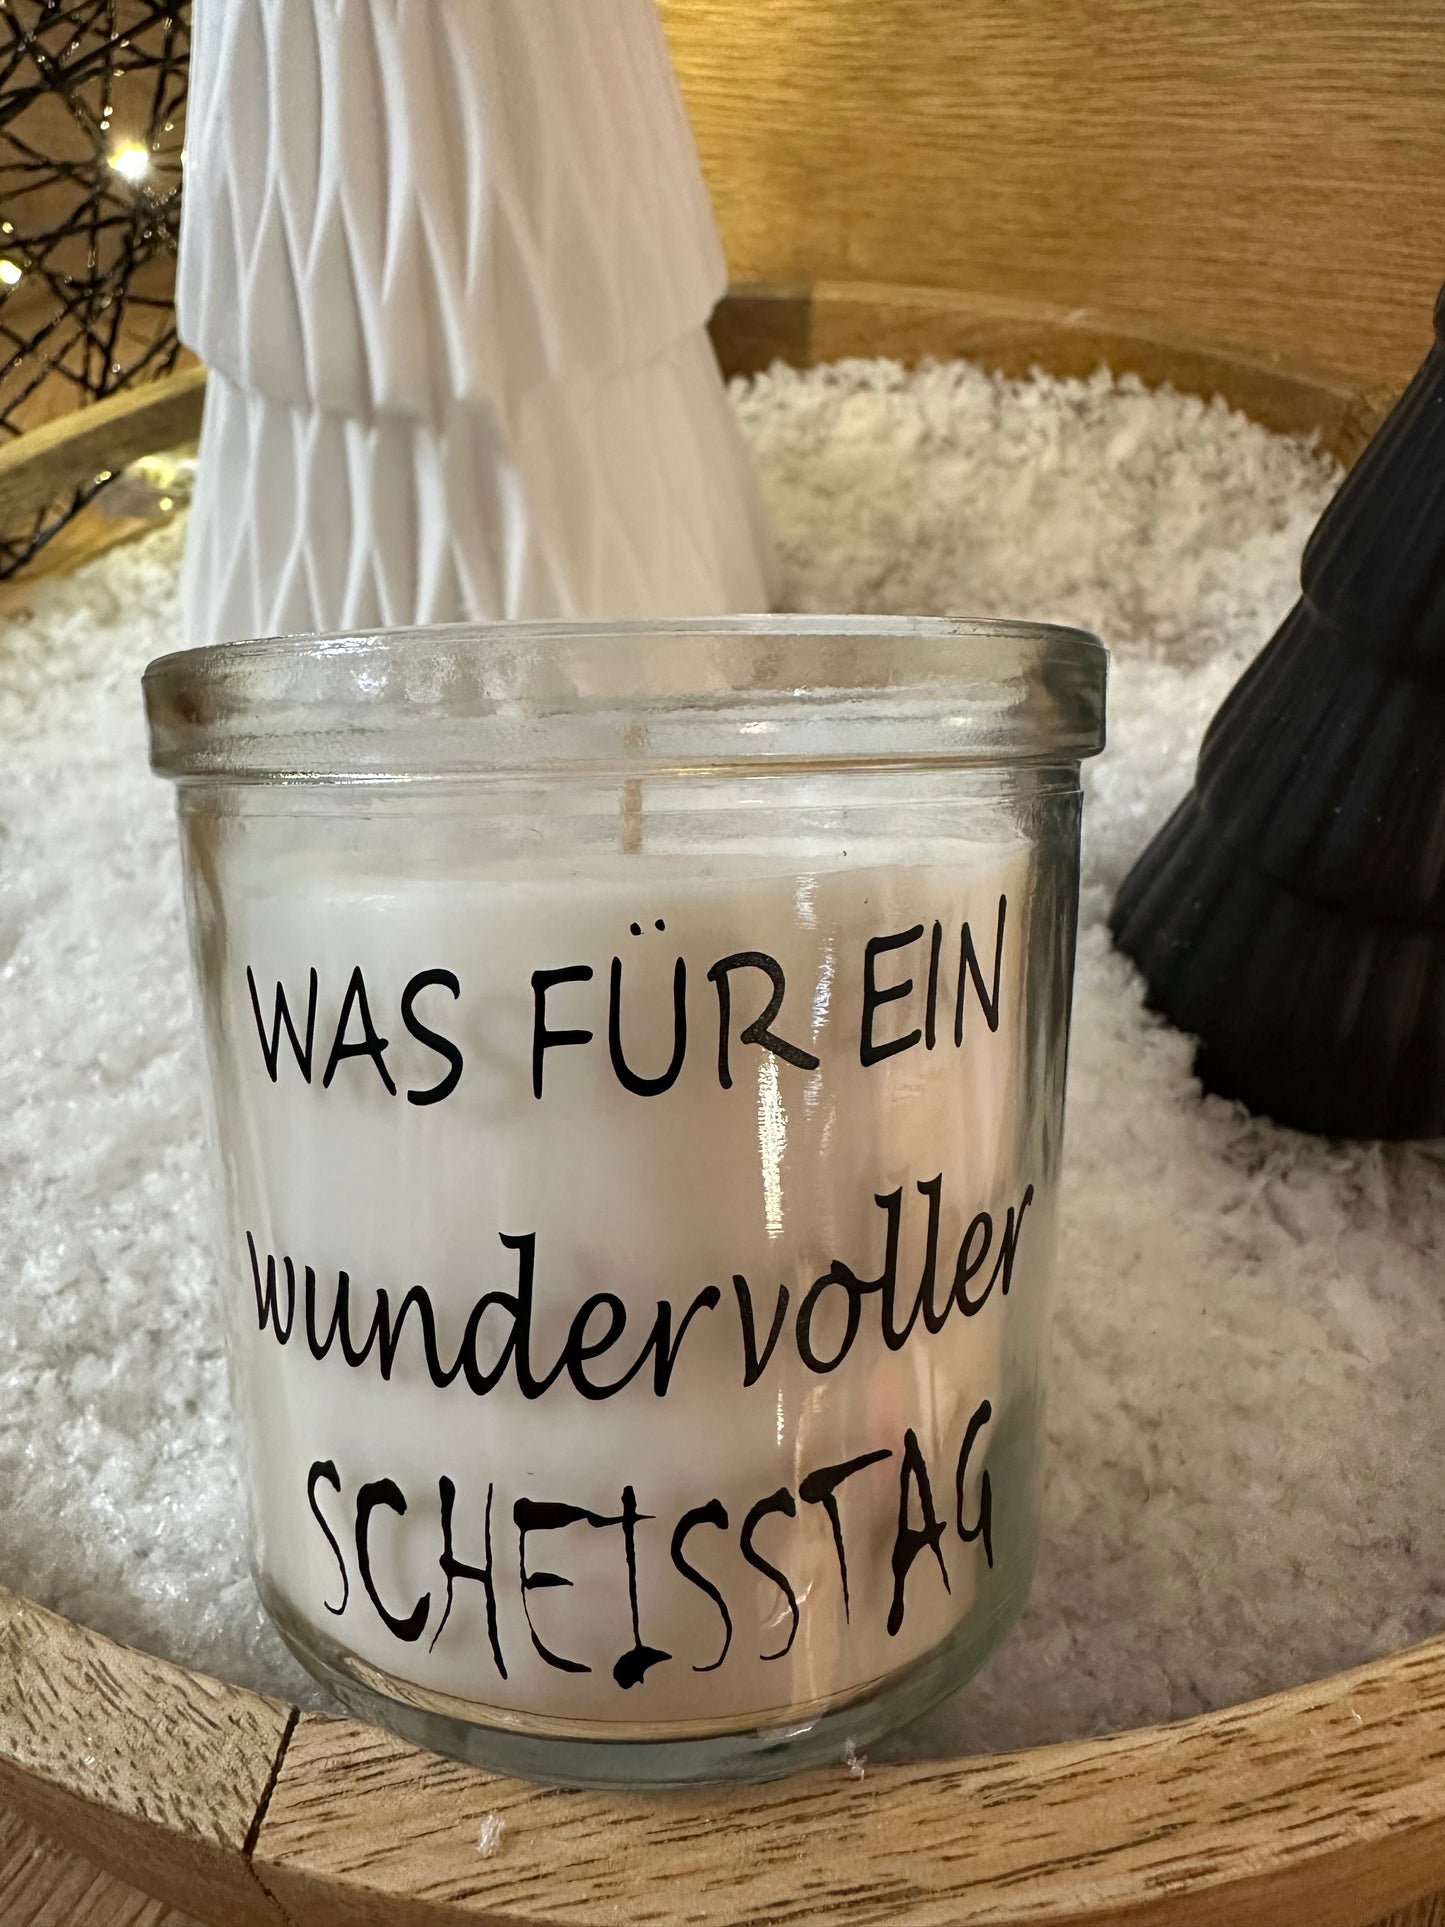 WAS FÜR EIN
wundervoller
SCHEISSTAG